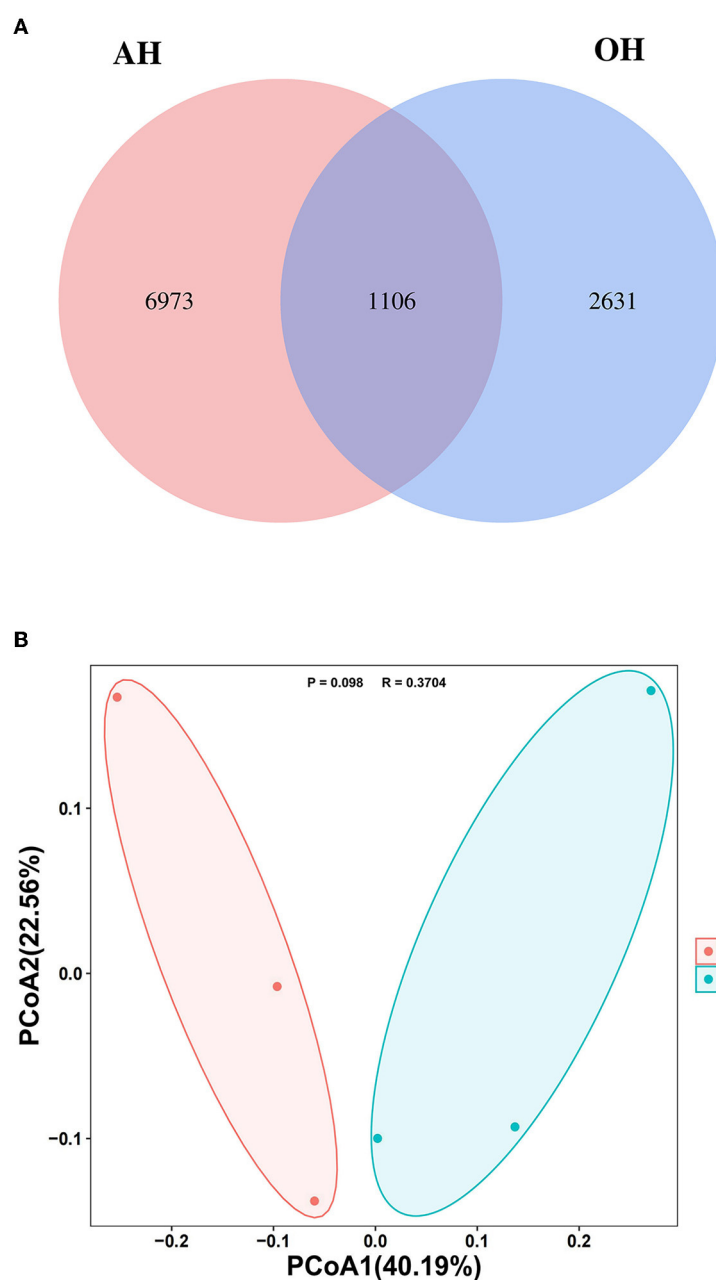 A
AH OH
6973 1106 2631
B
P = 0.098 R = 0.3704
0.1
0.0
−0.1
PCoA2(22.56%)
−0.2 −0.1 0.0 0.1 0.2
PCoA1(40.19%)